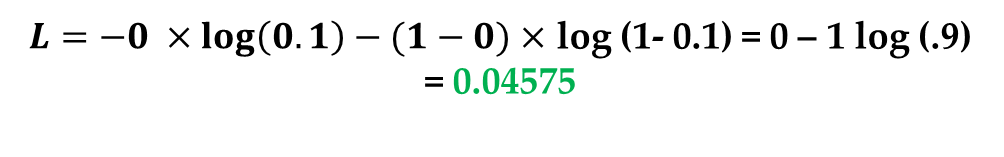 L = −0 × log(0.1) − (1 − 0) × log (1- 0.1) = 0 – 1 log (.9)
= 0.04575